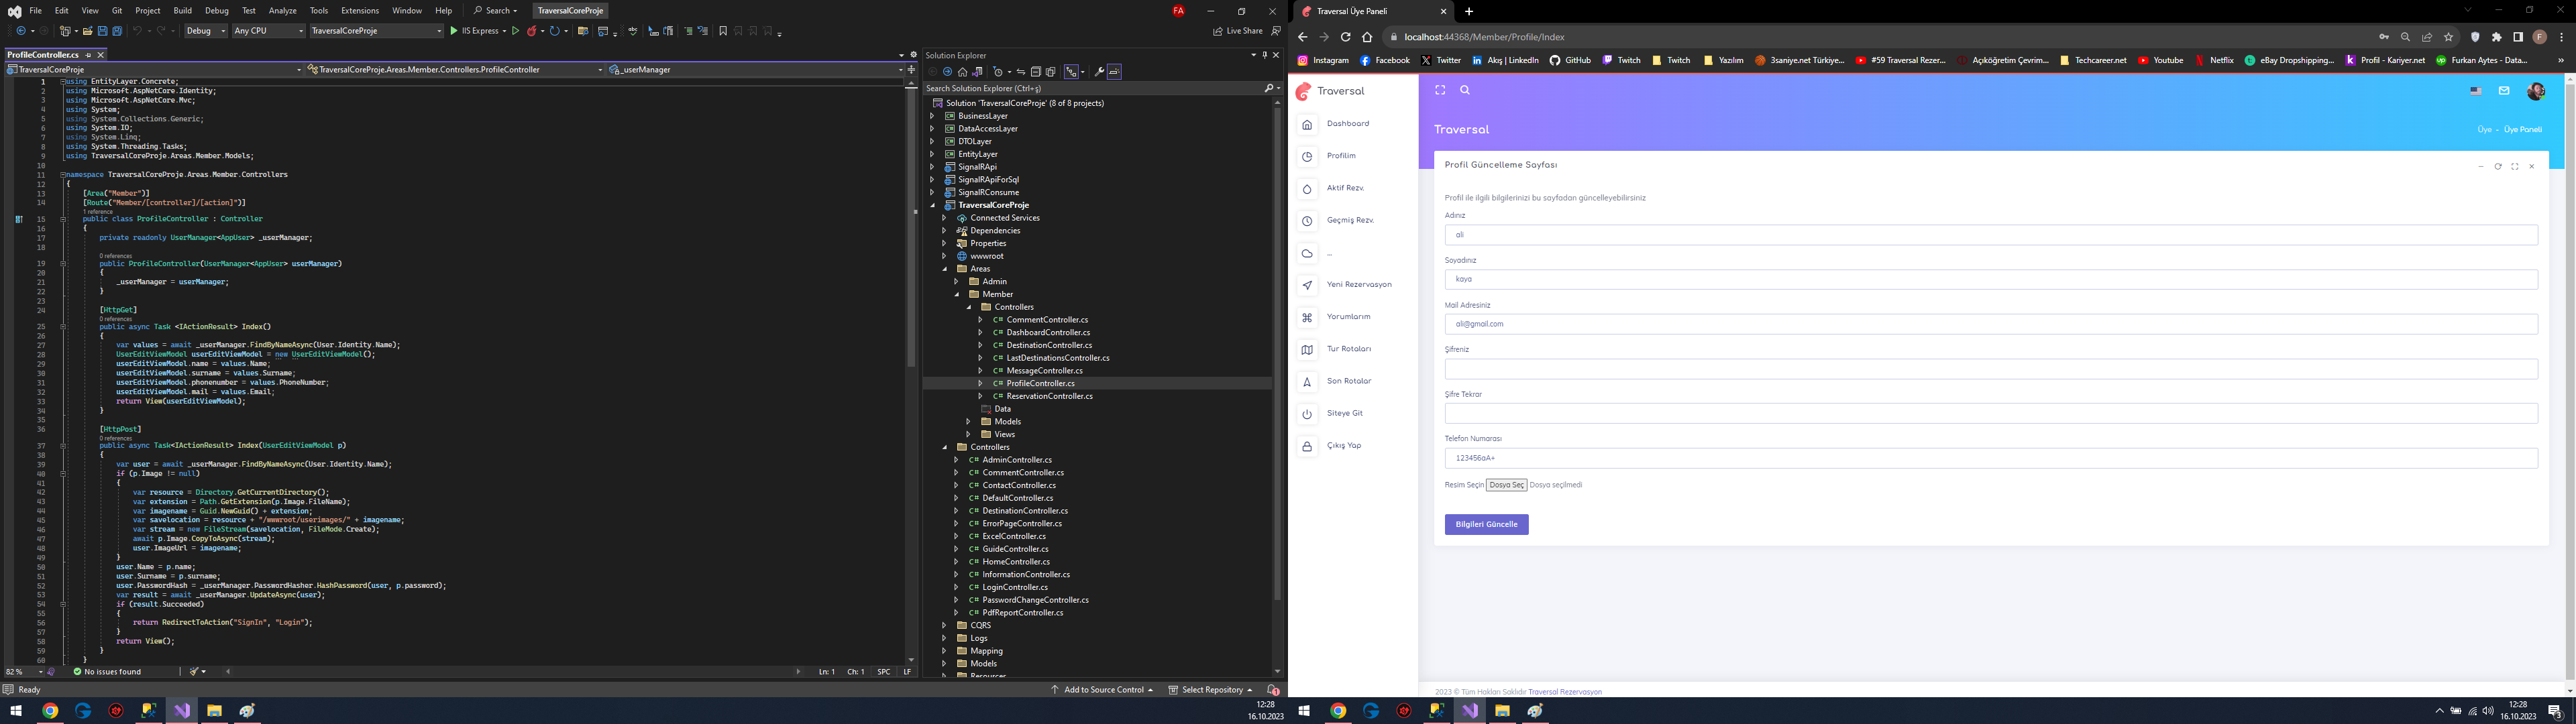 File Edit View Git Project Build Debug Test Analyze Tools Extensions Window Help Search TraversalCoreProje FA
Debug Any CPU TraversalCoreProje IIS Express Live Share
ProfileController.cs
TraversalCoreProje TraversalCoreProje.Areas.Member.Controllers.ProfileController _userManager
1 using EntityLayer.Concrete;
2 using Microsoft.AspNetCore.Identity;
3 using Microsoft.AspNetCore.Mvc;
4 using System;
5 using System.Collections.Generic;
6 using System.IO;
7 using System.Linq;
8 using System.Threading.Tasks;
9 using TraversalCoreProje.Areas.Member.Models;
10
11 namespace TraversalCoreProje.Areas.Member.Controllers
12 {
13 [Area("Member")]
14 [Route("Member/[controller]/[action]")]
1 reference
15 public class ProfileController : Controller
16 {
17 private readonly UserManager<AppUser> _userManager;
18
0 references
19 public ProfileController(UserManager<AppUser> userManager)
20 {
21 _userManager = userManager;
22 }
23
24 [HttpGet]
0 references
25 public async Task <IActionResult> Index()
26 {
27 var values = await _userManager.FindByNameAsync(User.Identity.Name);
28 UserEditViewModel userEditViewModel = new UserEditViewModel();
29 userEditViewModel.name = values.Name;
30 userEditViewModel.surname = values.Surname;
31 userEditViewModel.phonenumber = values.PhoneNumber;
32 userEditViewModel.mail = values.Email;
33 return View(userEditViewModel);
34 }
35
36 [HttpPost]
0 references
37 public async Task<IActionResult> Index(UserEditViewModel p)
38 {
39 var user = await _userManager.FindByNameAsync(User.Identity.Name);
40 if (p.Image != null)
41 {
42 var resource = Directory.GetCurrentDirectory();
43 var extension = Path.GetExtension(p.Image.FileName);
44 var imagename = Guid.NewGuid() + extension;
45 var savelocation = resource + "/wwwroot/userimages/" + imagename;
46 var stream = new FileStream(savelocation, FileMode.Create);
47 await p.Image.CopyToAsync(stream);
48 user.ImageUrl = imagename;
49 }
50 user.Name = p.name;
51 user.Surname = p.surname;
52 user.PasswordHash = _userManager.PasswordHasher.HashPassword(user, p.password);
53 var result = await _userManager.UpdateAsync(user);
54 if (result.Succeeded)
55 {
56 return RedirectToAction("SignIn", "Login");
57 }
58 return View();
59 }
60 }
82 % No issues found Ln: 1 Ch: 1 SPC LF
Solution Explorer
Search Solution Explorer (Ctrl+ş)
Solution 'TraversalCoreProje' (8 of 8 projects)
BusinessLayer
DataAccessLayer
DTOLayer
EntityLayer
SignalRApi
SignalRApiForSql
SignalRConsume
TraversalCoreProje
Connected Services
Dependencies
Properties
wwwroot
Areas
Admin
Member
Controllers
C# CommentController.cs
C# DashboardController.cs
C# DestinationController.cs
C# LastDestinationsController.cs
C# MessageController.cs
C# ProfileController.cs
C# ReservationController.cs
Data
Models
Views
Controllers
C# AdminController.cs
C# CommentController.cs
C# ContactController.cs
C# DefaultController.cs
C# DestinationController.cs
C# ErrorPageController.cs
C# ExcelController.cs
C# GuideController.cs
C# HomeController.cs
C# InformationController.cs
C# LoginController.cs
C# PasswordChangeController.cs
C# PdfReportController.cs
CQRS
Logs
Mapping
Models
Resources
Ready Add to Source Control Select Repository 1
12:28
16.10.2023
Traversal Üye Paneli
localhost:44368/Member/Profile/Index F
Instagram Facebook Twitter Akış | LinkedIn GitHub Twitch Twitch Yazılım 3saniye.net Türkiye... #59 Traversal Rezer... Açıköğretim Çevrim... Techcareer.net Youtube Netflix eBay Dropshipping... Profil - Kariyer.net Furkan Aytes - Data... »
Traversal
Dashboard
Profilim
Aktif Rezv.
Geçmiş Rezv.
...
Yeni Rezervasyon
Yorumlarım
Tur Rotaları
Son Rotalar
Siteye Git
Çıkış Yap
Traversal
Üye - Üye Paneli
Profil Güncelleme Sayfası
Profil ile ilgili bilgilerinizi bu sayfadan güncelleyebilirsiniz
Adınız
ali
Soyadınız
kaya
Mail Adresiniz
ali@gmail.com
Şifreniz
Şifre Tekrar
Telefon Numarası
123456aA+
Resim Seçin Dosya Seç Dosya seçilmedi
Bilgileri Güncelle
2023 © Tüm Hakları Saklıdır Traversal Rezervasyon
12:28
16.10.2023